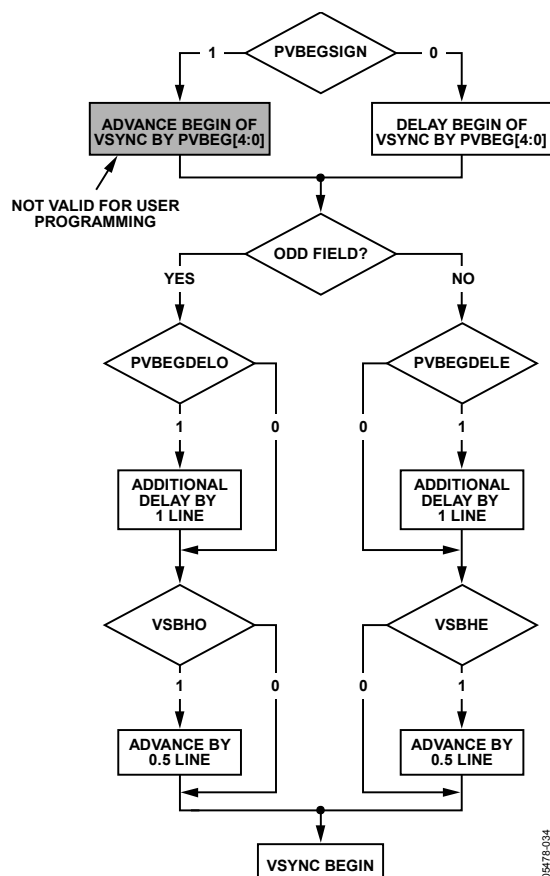 PVBEGSIGN
1
0
ADVANCE BEGIN OF
VSYNC BY PVBEG[4:0]
DELAY BEGIN OF
VSYNC BY PVBEG[4:0]
NOT VALID FOR USER
PROGRAMMING
ODD FIELD?
YES
NO
PVBEGDELO
PVBEGDELE
1
0
0
1
ADDITIONAL
DELAY BY
1 LINE
ADDITIONAL
DELAY BY
1 LINE
VSBHO
VSBHE
1
0
0
1
ADVANCE BY
0.5 LINE
ADVANCE BY
0.5 LINE
VSYNC BEGIN
05478-034